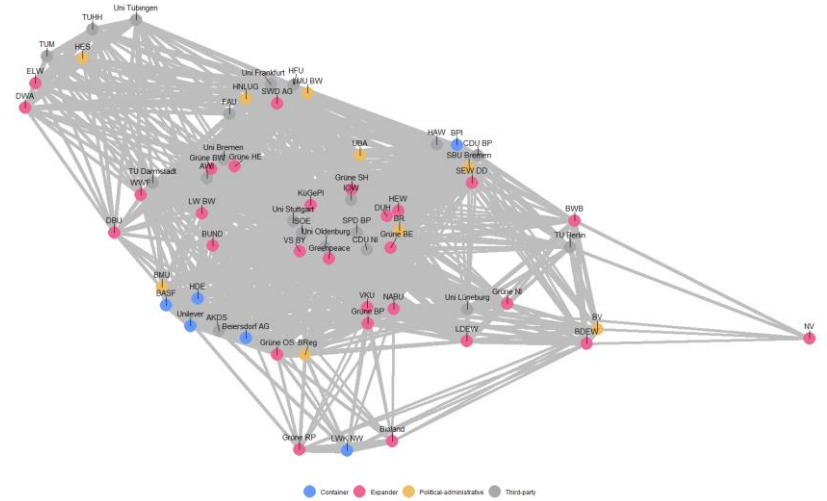 Uni Tübingen
TUHH
TUM
HES
ELW
DWA
Uni Frankfurt
HFU
LUU BW
HNLUG
SWD AG
FAU
HAW
BPI
CDU BP
UBA
SBU Bremen
SEW DD
Uni Bremen
Grüne BW
Grüne HE
AWI
TU Darmstadt
WWF
Grüne SH
IOW
KüGePl
HEW
DUH
LW BW
Uni Stuttgart
BR
BWB
DBU
SOE
SPD BP
Uni Oldenburg
BUND
Grüne BE
TU Berlin
VS BY
CDU NI
Greenpeace
BMU
BASF
HDE
VKU
NABU
Uni Lüneburg
Grüne NI
Unilever
AKDS
Grüne BP
Beiersdorf AG
LDEW
BV
BDEW
NV
Grüne OS
BReg
Bioland
Grüne RP
LWK NW
Container Expander Political-administrative Third-party